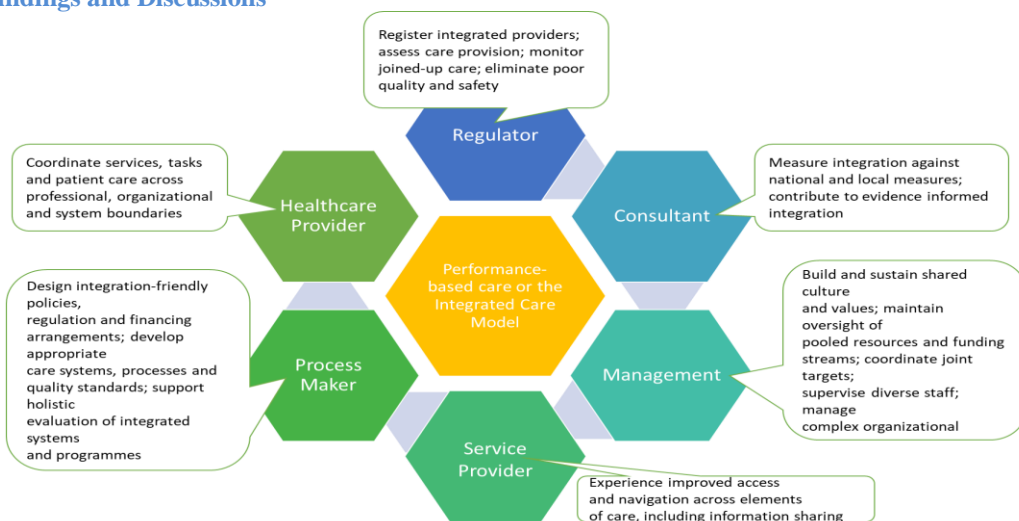 ndings and Discussions
Register integrated providers;
assess care provision; monitor
joined-up care; eliminate poor
quality and safety
Regulator
Coordinate services, tasks
and patient care across
professional, organizational
and system boundaries
Healthcare
Provider
Measure integration against
national and local measures;
contribute to evidence informed
integration
Consultant
Performance-
based care or the
Integrated Care
Model
Design integration-friendly
policies,
regulation and financing
arrangements; develop
appropriate
care systems, processes and
quality standards; support
holistic
evaluation of integrated
systems
and programmes
Process
Maker
Build and sustain shared
culture
and values; maintain
oversight of
pooled resources and funding
streams; coordinate joint
targets;
supervise diverse staff;
manage
complex organizational
Management
Service
Provider
Experience improved access
and navigation across elements
of care, including information sharing